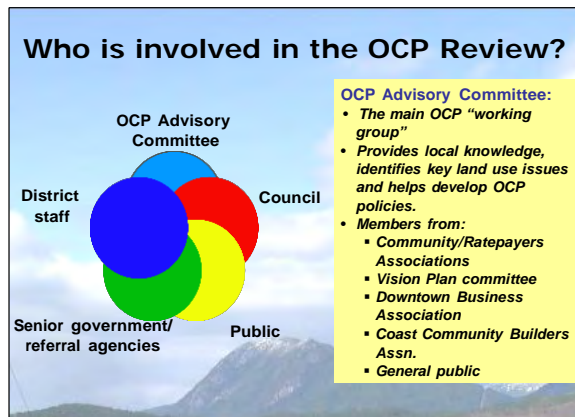 Who is involved in the OCP Review?
OCP Advisory
Committee
District
staff
Council
Senior government/
referral agencies
Public
OCP Advisory Committee:
• The main OCP “working
group”
• Provides local knowledge,
identifies key land use issues
and helps develop OCP
policies.
• Members from:
▪ Community/Ratepayers
Associations
▪ Vision Plan committee
▪ Downtown Business
Association
▪ Coast Community Builders
Assn.
▪ General public